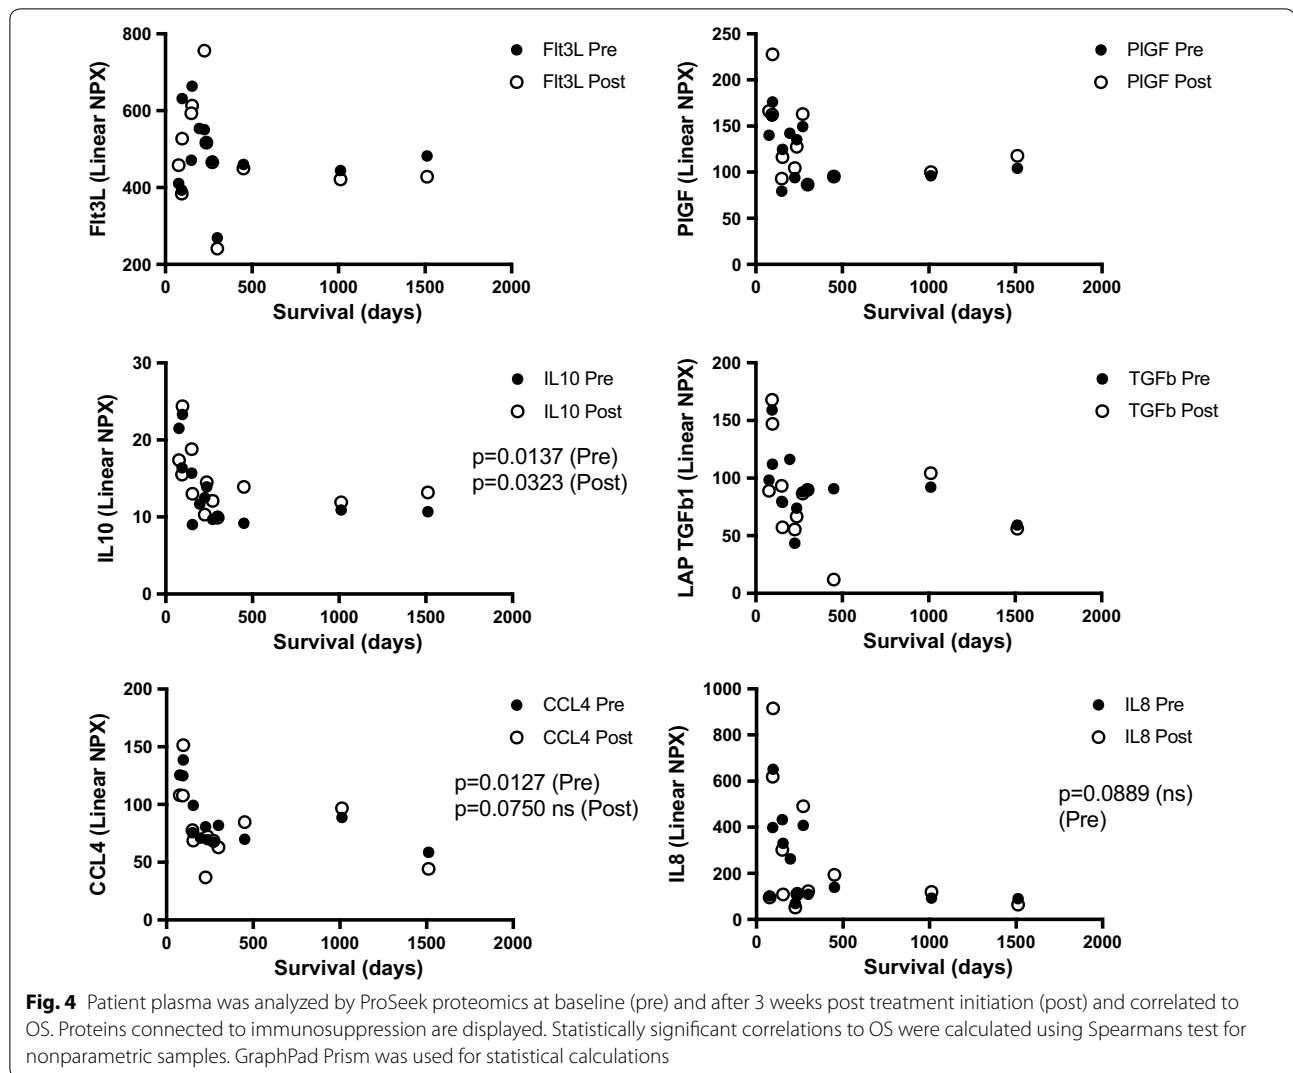 800
600
400
200
0
500
1000
1500
2000
Flt3L (Linear NPX)
Survival (days)
Flt3L Pre
Flt3L Post
250
200
150
100
50
0
0
500
1000
1500
2000
PlGF (Linear NPX)
Survival (days)
PlGF Pre
PlGF Post
30
20
10
0
0
500
1000
1500
2000
IL10 (Linear NPX)
Survival (days)
IL10 Pre
IL10 Post
p=0.0137 (Pre)
p=0.0323 (Post)
200
150
100
50
0
0
500
1000
1500
2000
LAP TGFb1 (Linear NPX)
Survival (days)
TGFb Pre
TGFb Post
200
150
100
50
0
0
500
1000
1500
2000
CCL4 (Linear NPX)
Survival (days)
CCL4 Pre
CCL4 Post
p=0.0127 (Pre)
p=0.0750 ns (Post)
1000
800
600
400
200
0
0
500
1000
1500
2000
IL8 (Linear NPX)
Survival (days)
IL8 Pre
IL8 Post
p=0.0889 (ns)
(Pre)
Fig. 4 Patient plasma was analyzed by ProSeek proteomics at baseline (pre) and after 3 weeks post treatment initiation (post) and correlated to
OS. Proteins connected to immunosuppression are displayed. Statistically significant correlations to OS were calculated using Spearmans test for
nonparametric samples. GraphPad Prism was used for statistical calculations